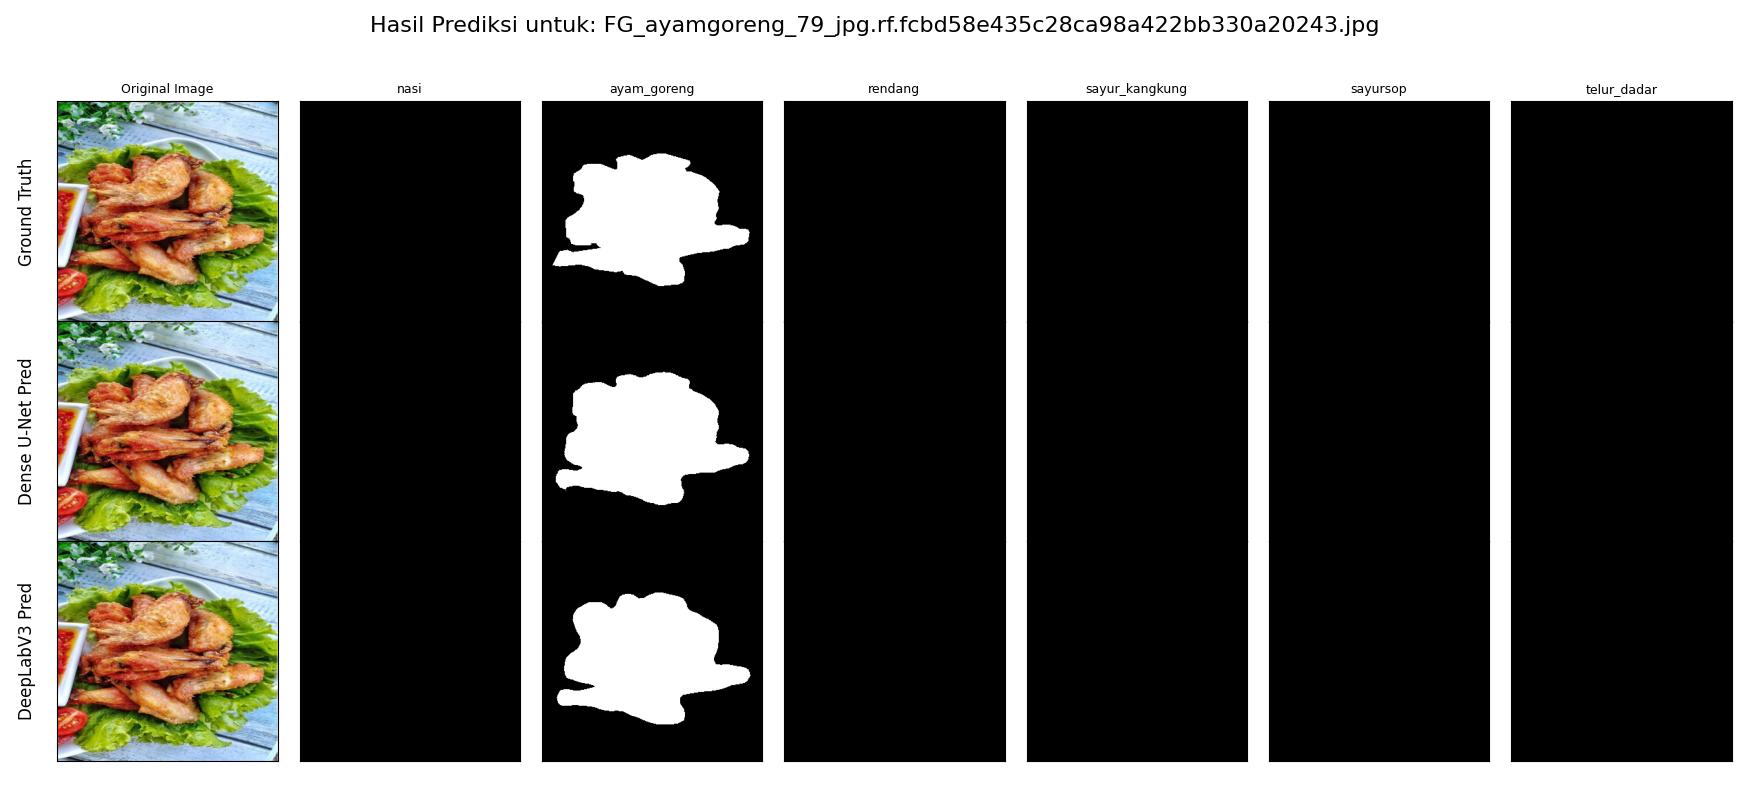 Hasil Prediksi untuk: FG_ayamgoreng_79_jpg.rf.fcbd58e435c28ca98a422bb330a20243.jpg
Original Image
nasi
ayam_goreng
rendang
sayur_kangkung
sayursop
telur_dadar
Ground Truth
Dense U-Net Pred
DeepLabV3 Pred